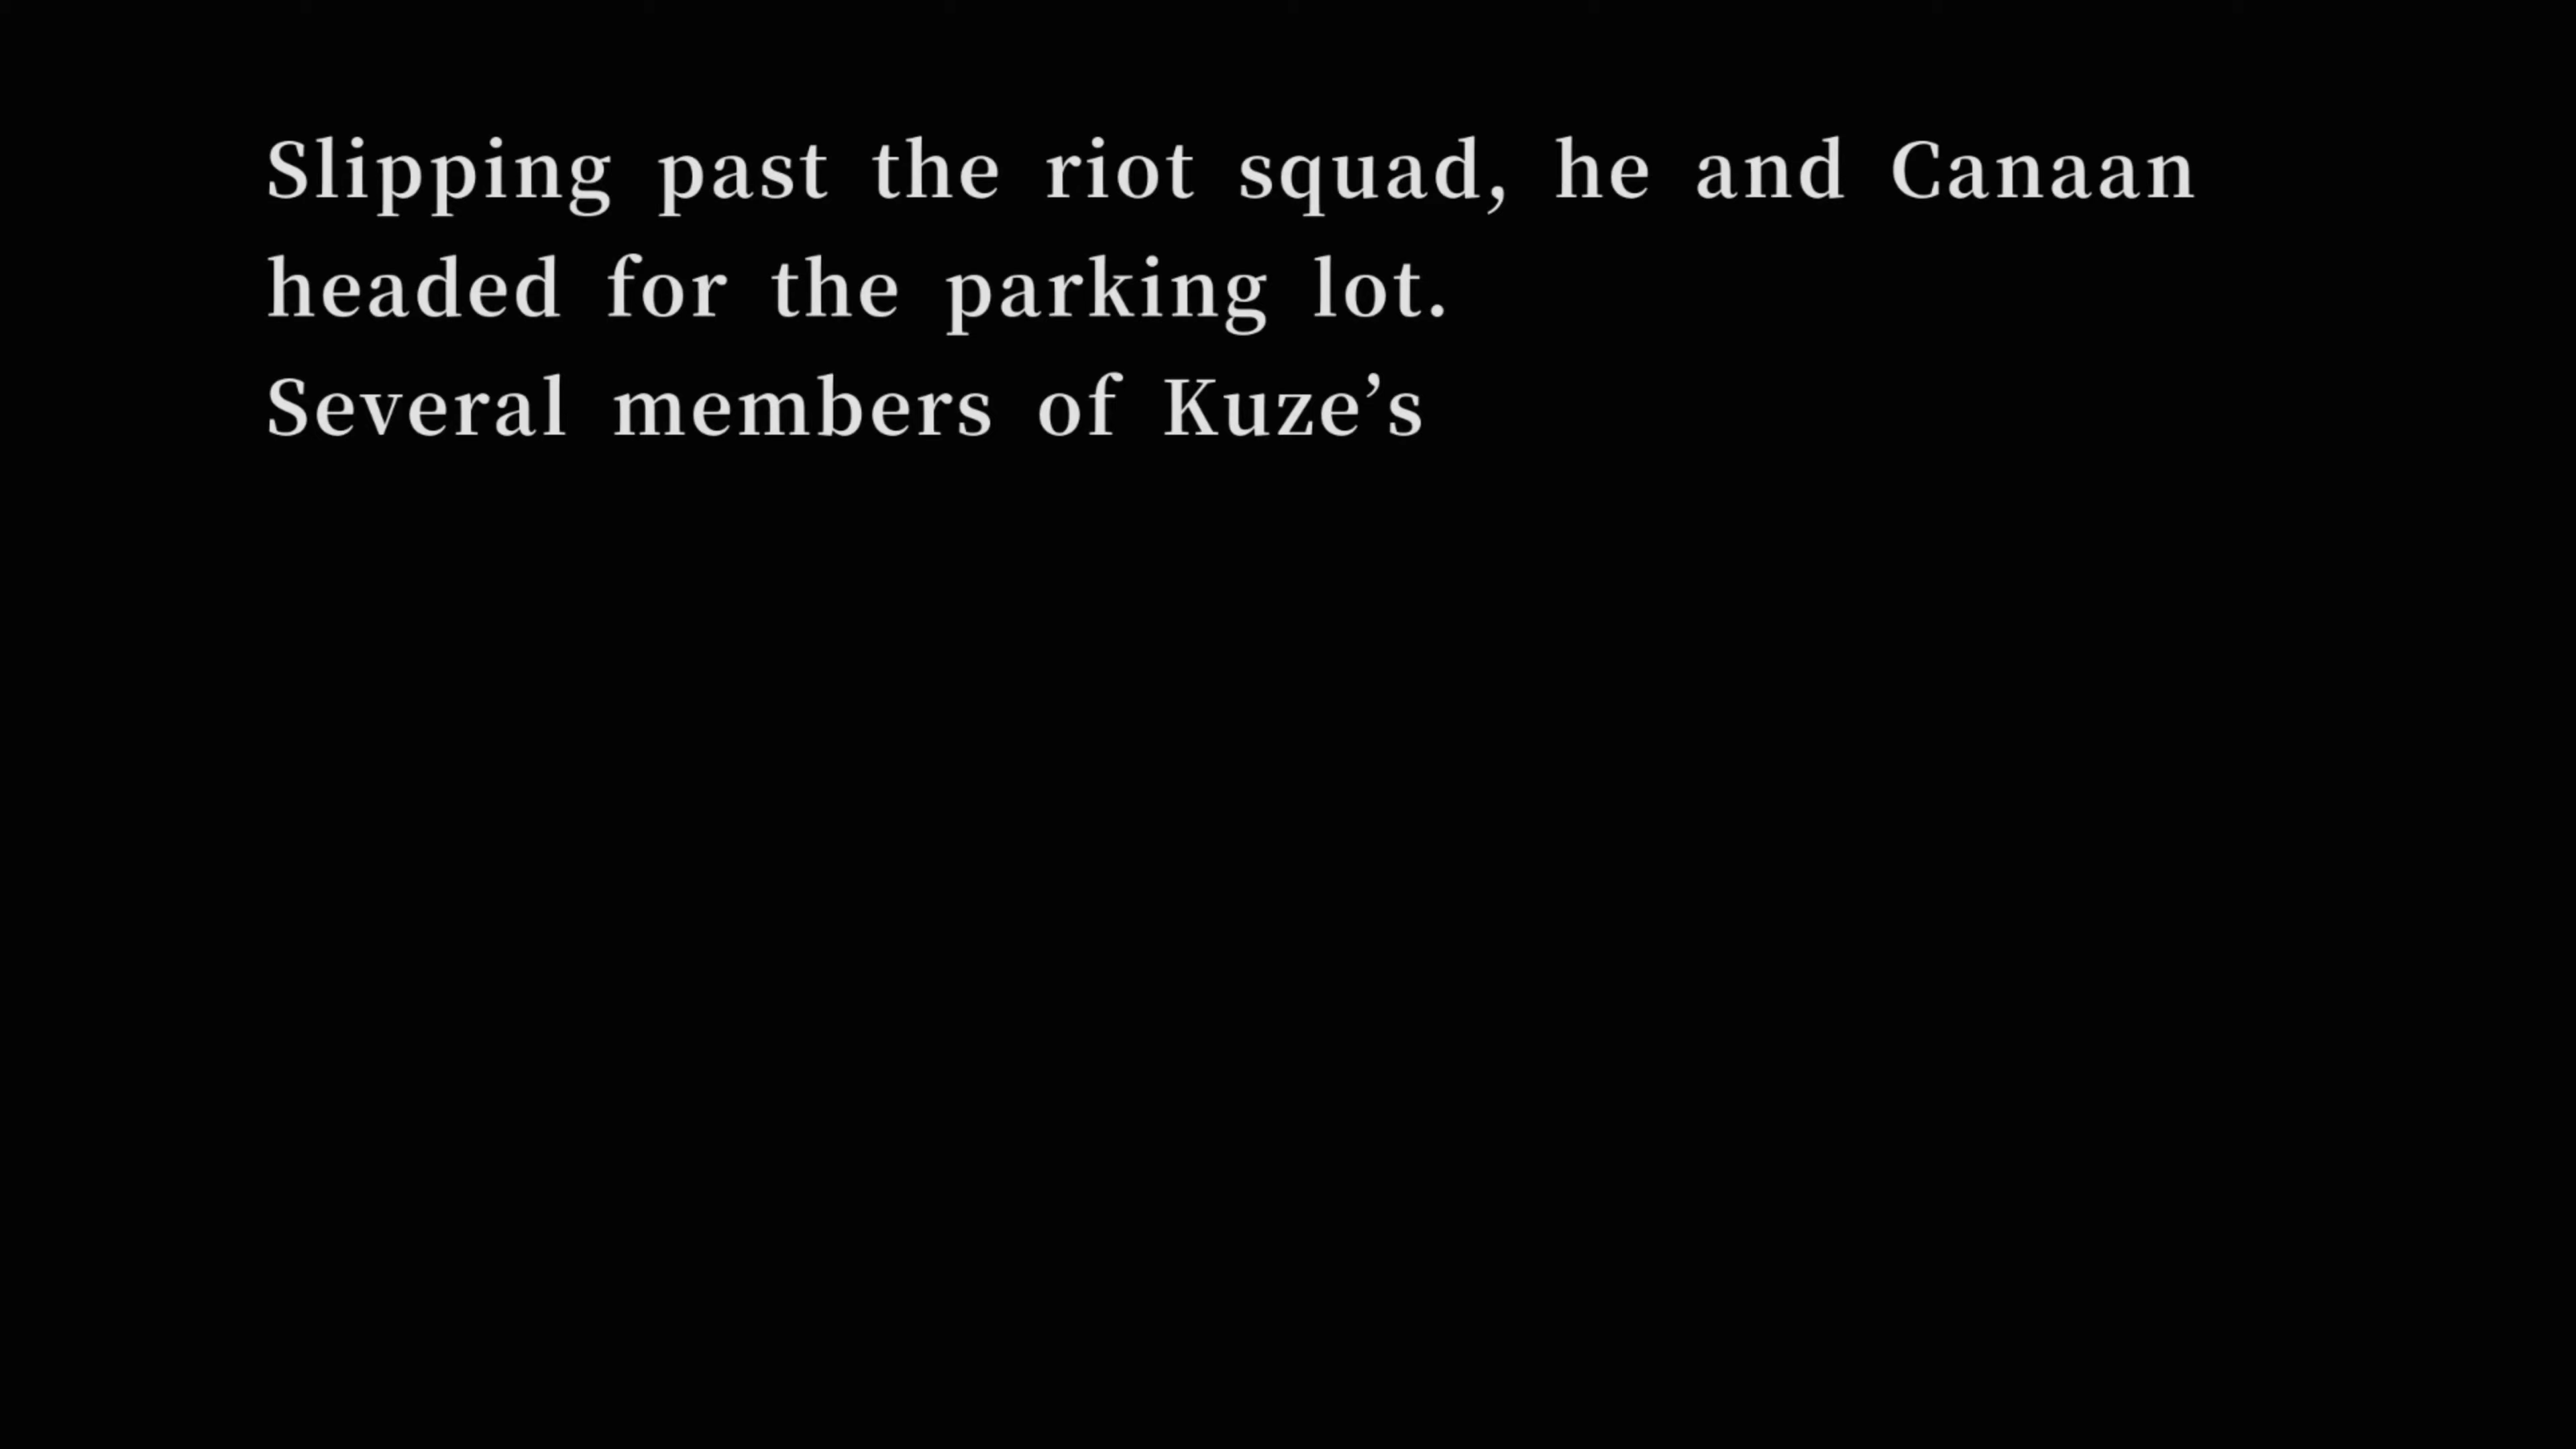 Slipping past the riot squad, he and Canaan
headed for the parking lot.
Several members of Kuze’s